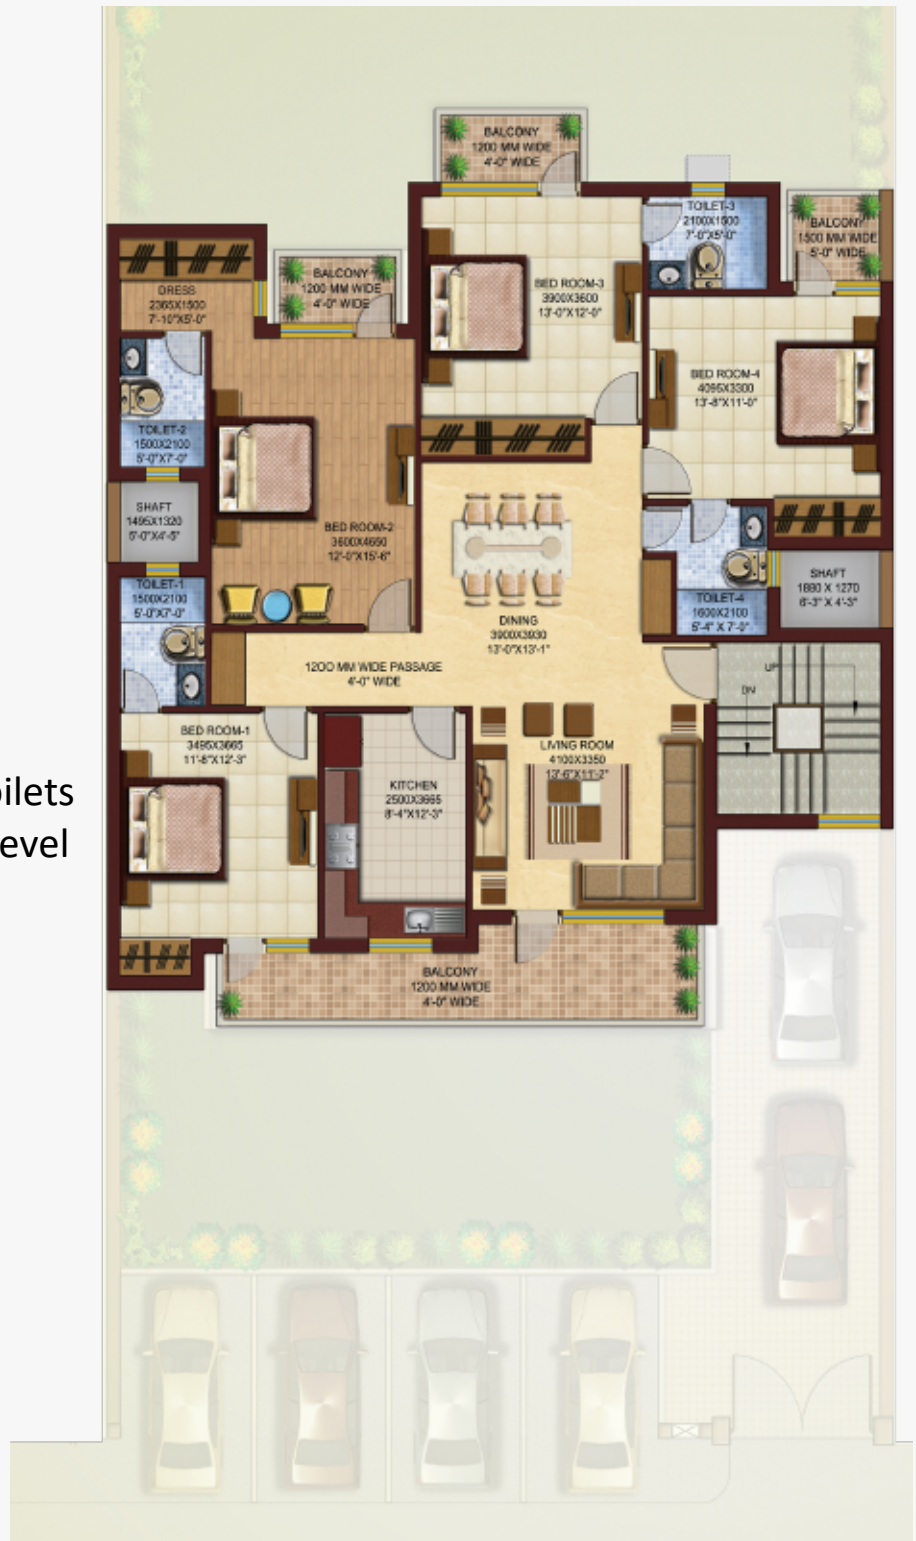 BALCONY
1200 MM WIDE
4'-0" WIDE
TOILET-3
2100X1500
7'-0"X5'-0"
BALCONY
1500 MM WIDE
5'-0" WIDE
BALCONY
1200 MM WIDE
4'-0" WIDE
DRESS
2365X1500
7'-10"X5'-0"
BED ROOM-3
3900X3600
13'-0"X12'-0"
BED ROOM-4
4095X3300
13'-8"X11'-0"
TOILET-2
1500X2100
5'-0"X7'-0"
SHAFT
1495X1320
5'-0"X4'-5"
BED ROOM-2
3600X4650
12'-0"X15'-6"
TOILET-1
1500X2100
5'-0"X7'-0"
SHAFT
1880 X 1270
6'-3" X 4'-3"
TOILET-4
1600X2100
5'-4" X 7'-0"
DINING
3900X3930
13'-0"X13'-1"
1200 MM WIDE PASSAGE
4'-0" WIDE
UP
DN
BED ROOM-1
3495X3665
11'-8"X12'-3"
LIVING ROOM
4100X3350
13'-6"X11'-2"
KITCHEN
2500X3665
8'-4"X12'-3"
oilets
evel
BALCONY
1200 MM WIDE
4'-0" WIDE